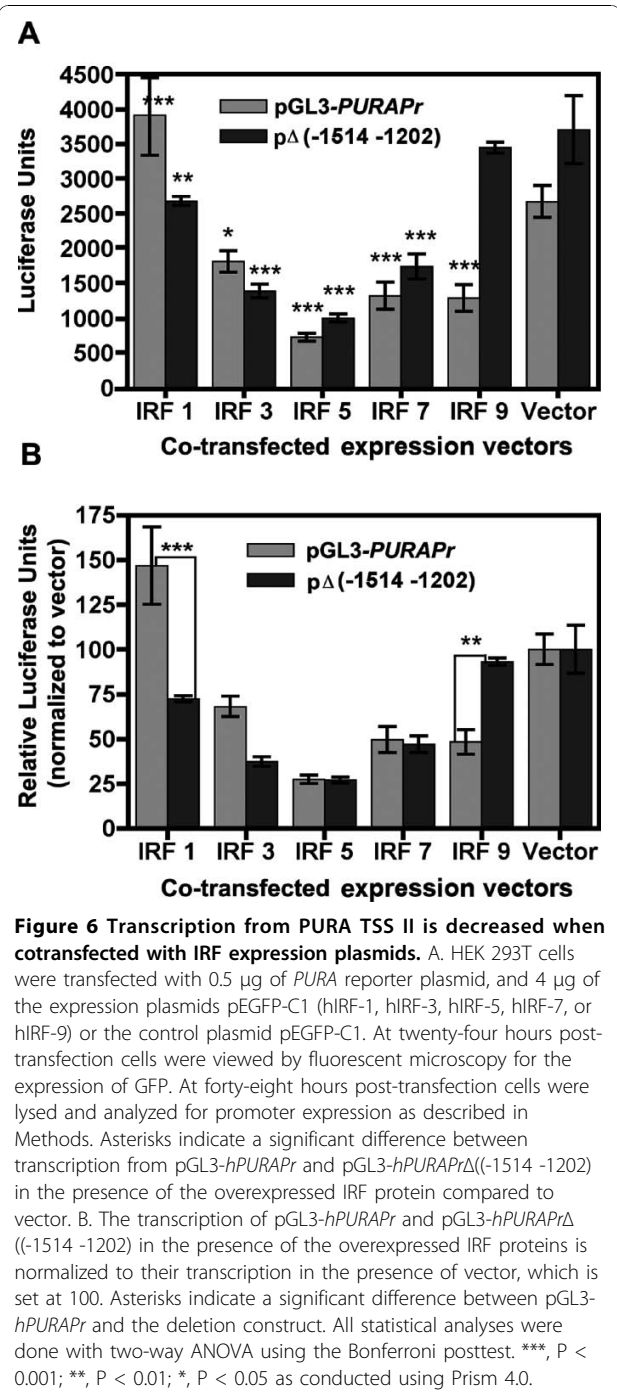 A
Luciferase Units
4500
4000
3500
3000
2500
2000
1500
1000
500
0
pGL3-PURAPr
pΔ(-1514 -1202)
***
**
*
***
***
***
***
***
***
IRF 1 IRF 3 IRF 5 IRF 7 IRF 9 Vector
Co-transfected expression vectors
B
Relative Luciferase Units
(normalized to vector)
175
150
125
100
75
50
25
0
pGL3-PURAPr
pΔ(-1514 -1202)
***
**
IRF 1 IRF 3 IRF 5 IRF 7 IRF 9 Vector
Co-transfected expression vectors
Figure 6 Transcription from PURA TSS II is decreased when
cotransfected with IRF expression plasmids. A. HEK 293T cells
were transfected with 0.5 μg of PURA reporter plasmid, and 4 μg of
the expression plasmids pEGFP-C1 (hIRF-1, hIRF-3, hIRF-5, hIRF-7, or
hIRF-9) or the control plasmid pEGFP-C1. At twenty-four hours post-
transfection cells were viewed by fluorescent microscopy for the
expression of GFP. At forty-eight hours post-transfection cells were
lysed and analyzed for promoter expression as described in
Methods. Asterisks indicate a significant difference between
transcription from pGL3-hPURAPr and pGL3-hPURAPrΔ((-1514 -1202)
in the presence of the overexpressed IRF protein compared to
vector. B. The transcription of pGL3-hPURAPr and pGL3-hPURAPrΔ
((-1514 -1202) in the presence of the overexpressed IRF proteins is
normalized to their transcription in the presence of vector, which is
set at 100. Asterisks indicate a significant difference between pGL3-
hPURAPr and the deletion construct. All statistical analyses were
done with two-way ANOVA using the Bonferroni posttest. ***, P <
0.001; **, P < 0.01; *, P < 0.05 as conducted using Prism 4.0.